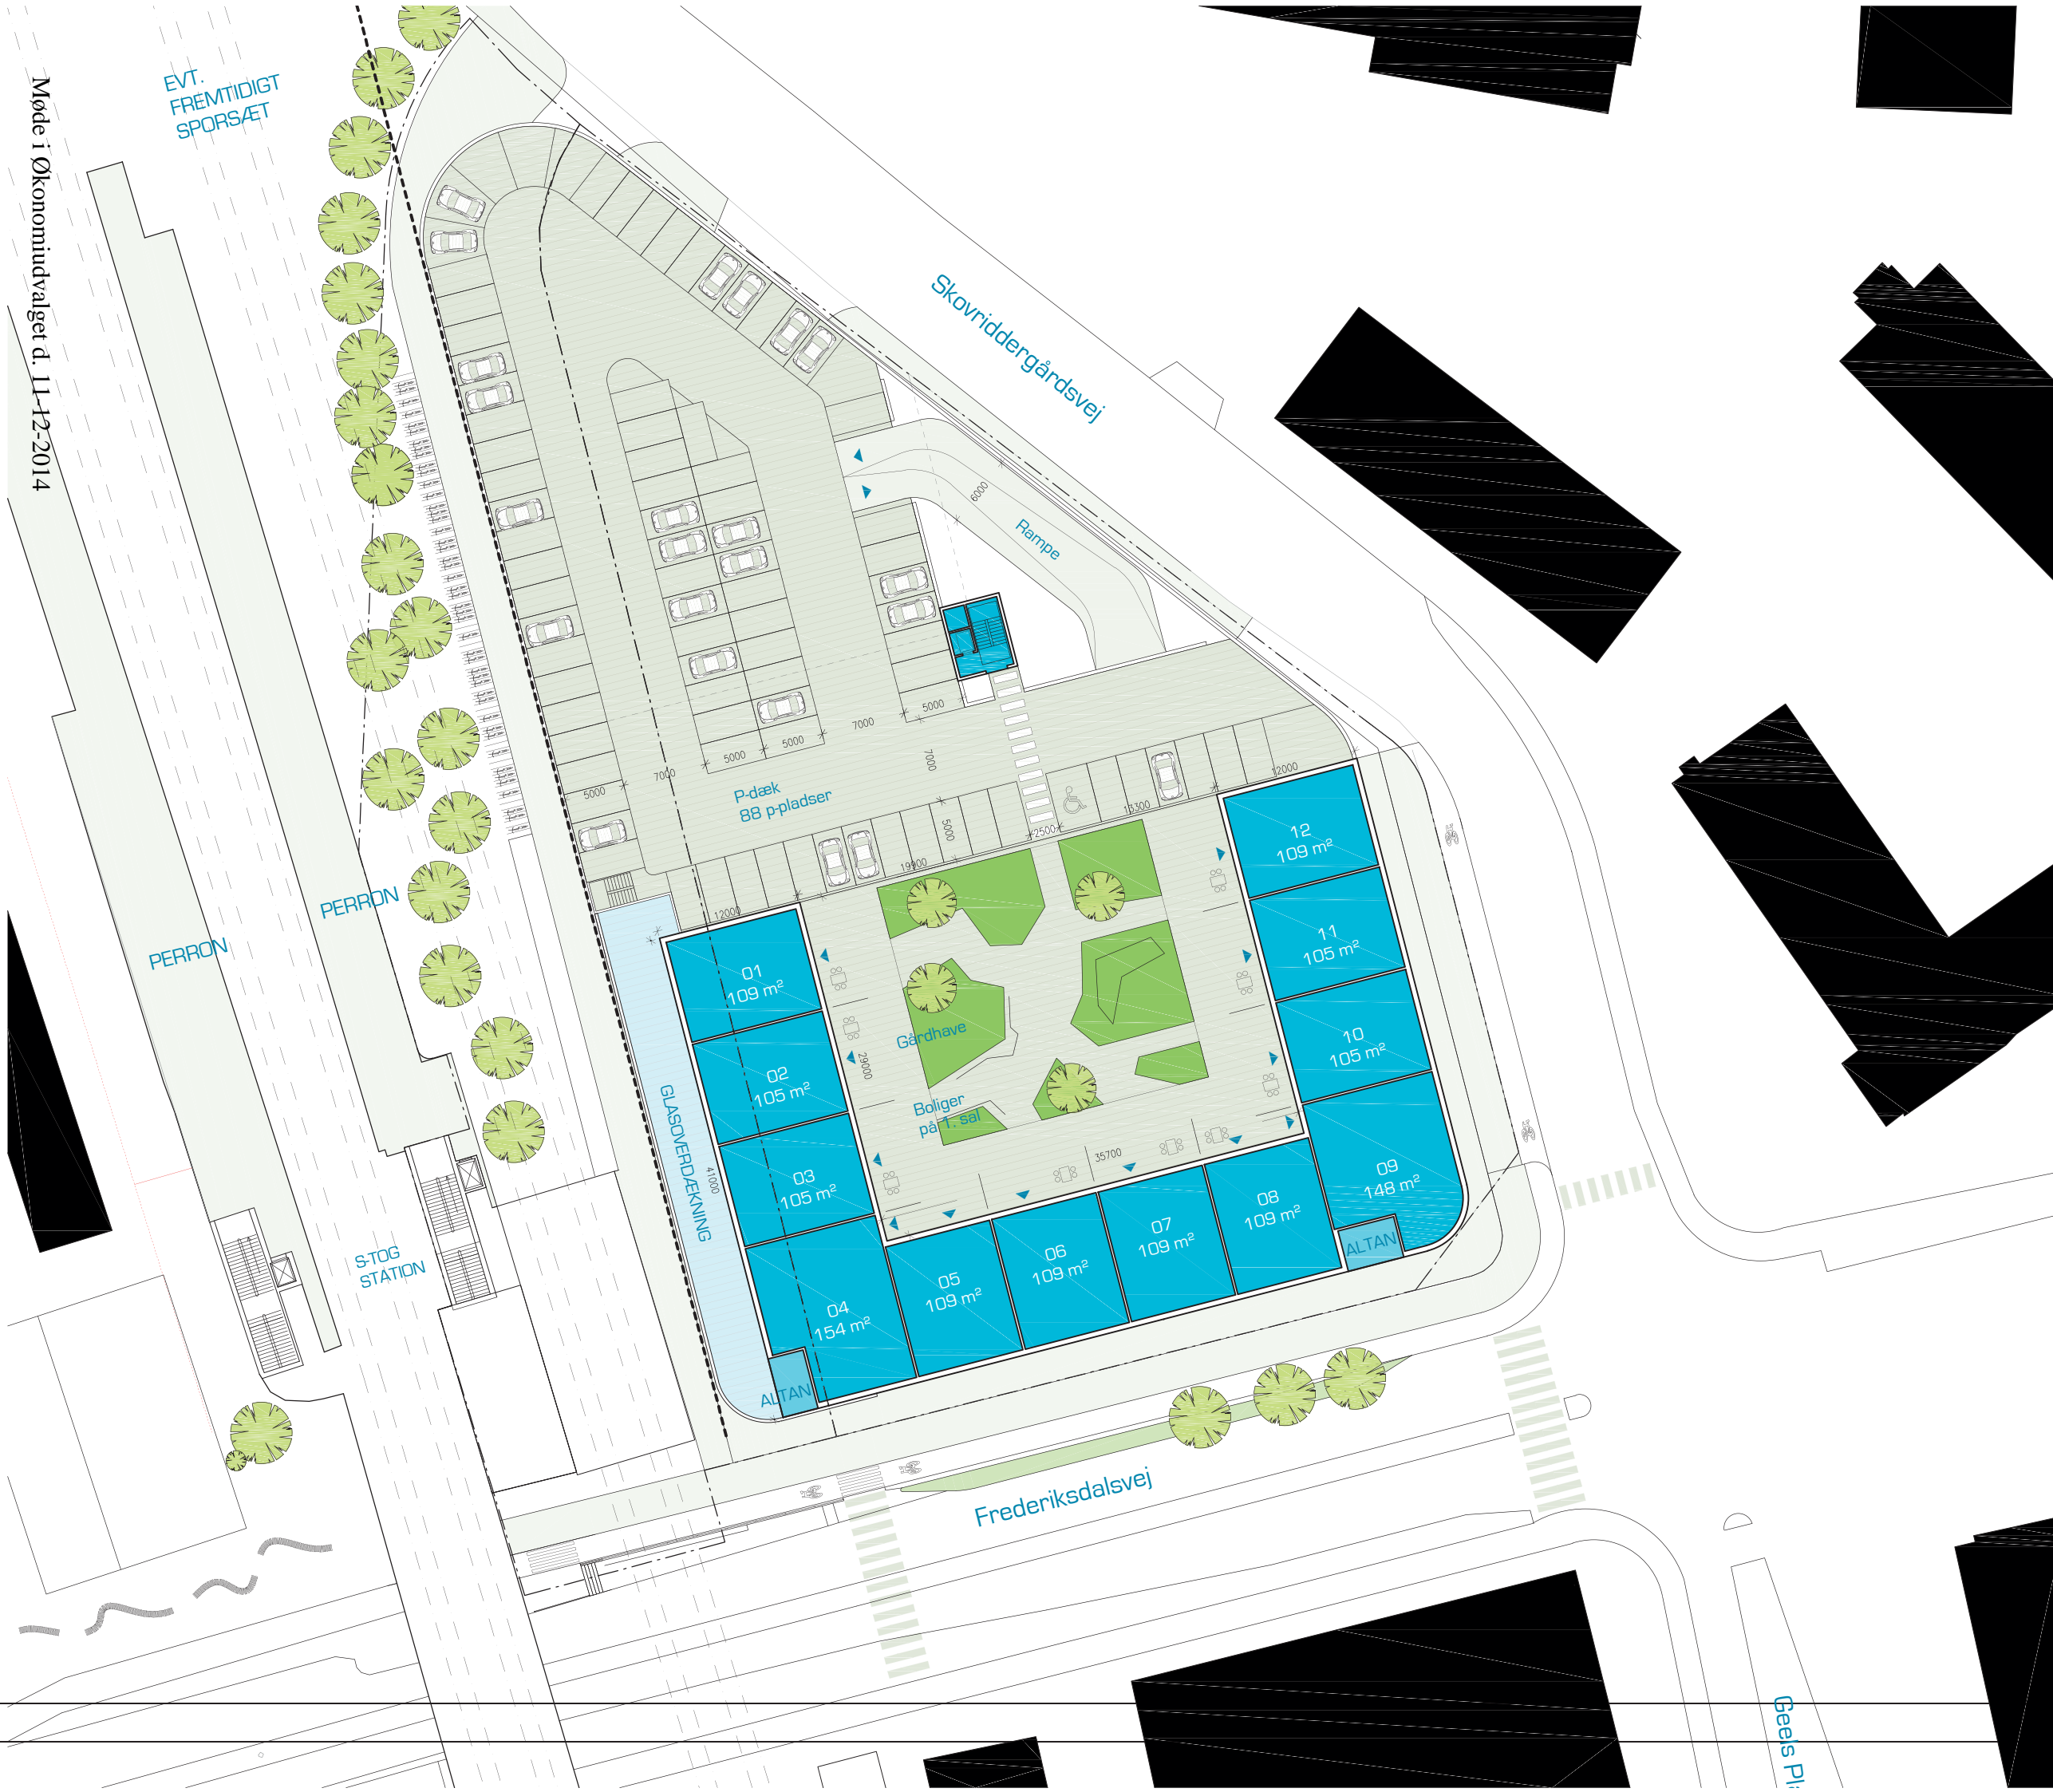 Møde i Økonomiudvalget d. 11-12-2014
EVT.
FREMTIDIGT
SPORSÆT
Skovriddergårdsvej
6000
Rampe
5000
7000
5000
5000
7000
7000
5000
P-dæk
88 p-pladser
5000
12000
13300
2500
19900
12000
PERRON
PERRON
S-TOG
STATION
GLASOVERDÆKNING
41000
29000
35700
Gårdhave
Boliger
på 1. sal
01
109 m²
02
105 m²
03
105 m²
04
154 m²
ALTAN
05
109 m²
06
109 m²
07
109 m²
08
109 m²
09
148 m²
ALTAN
10
105 m²
11
105 m²
12
109 m²
Frederiksdalsvej
Geels